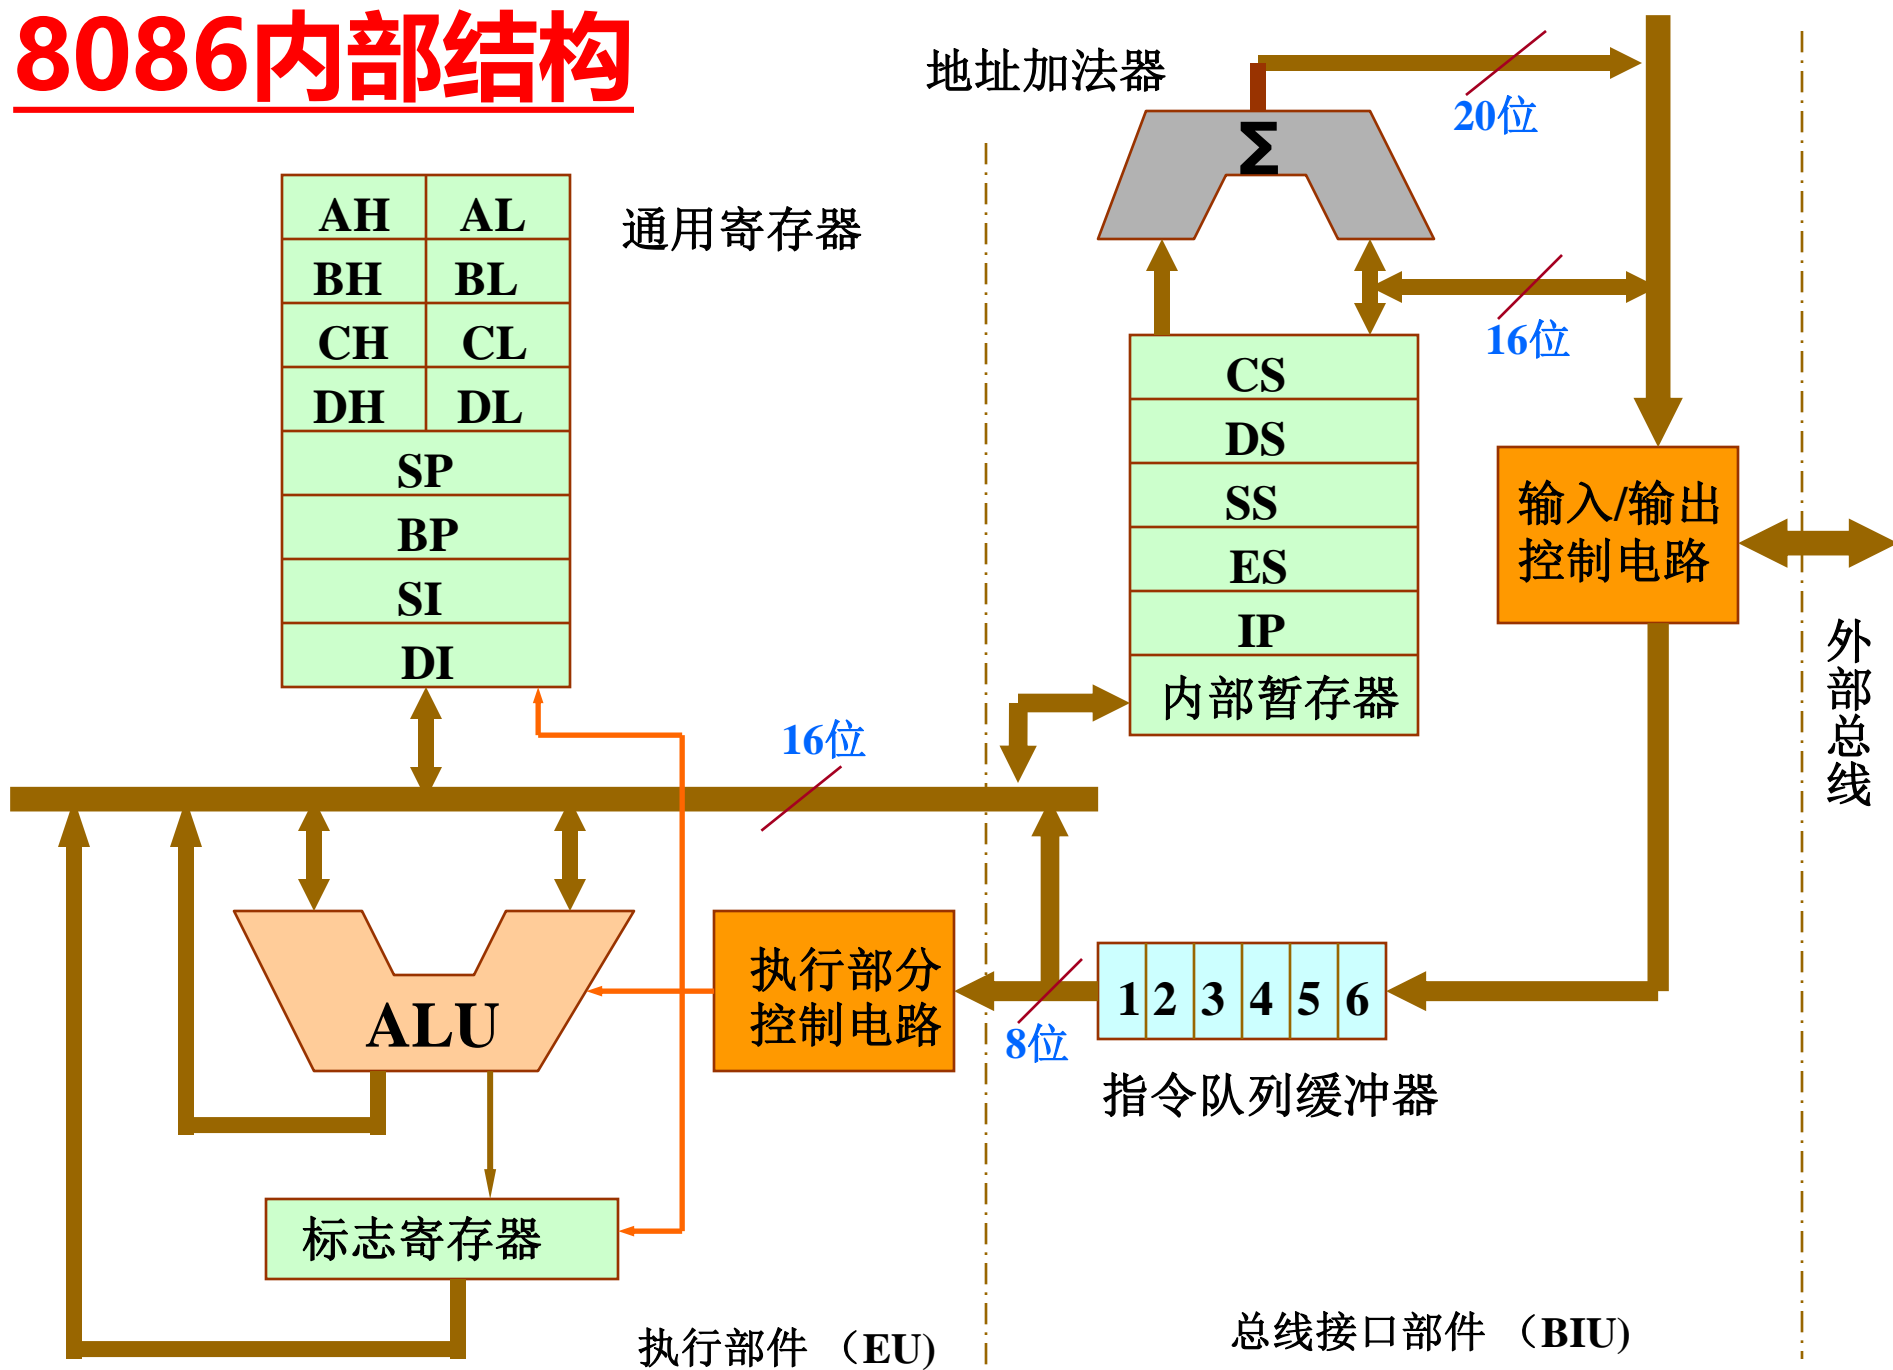 8086内部结构
地址加法器
20位
Σ
通用寄存器
AH AL
BH BL
CH CL
DH DL
SP
BP
SI
DI
16位
CS
DS
SS
ES
IP
内部暂存器
输入/输出
控制电路
外部总线
16位
ALU
执行部分
控制电路
8位
1 2 3 4 5 6
指令队列缓冲器
标志寄存器
执行部件 （EU)
总线接口部件 （BIU)